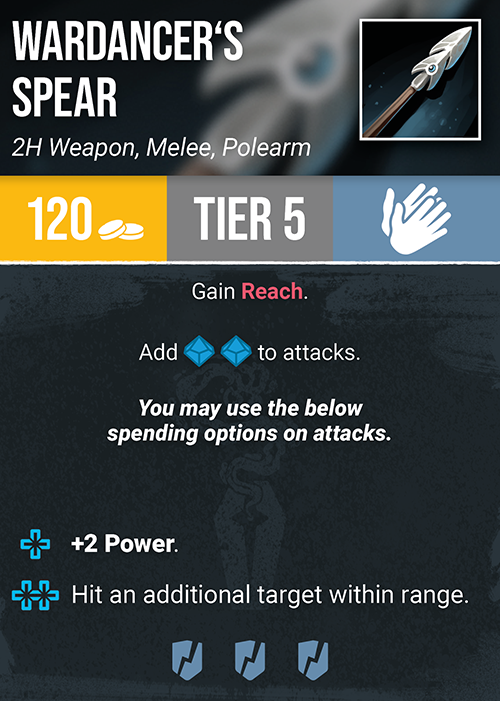 WARDANCER‘S
SPEAR
2H Weapon, Melee, Polearm
120
TIER 5
Gain Reach.
Add to attacks.
You may use the below
spending options on attacks.
+2 Power.
Hit an additional target within range.